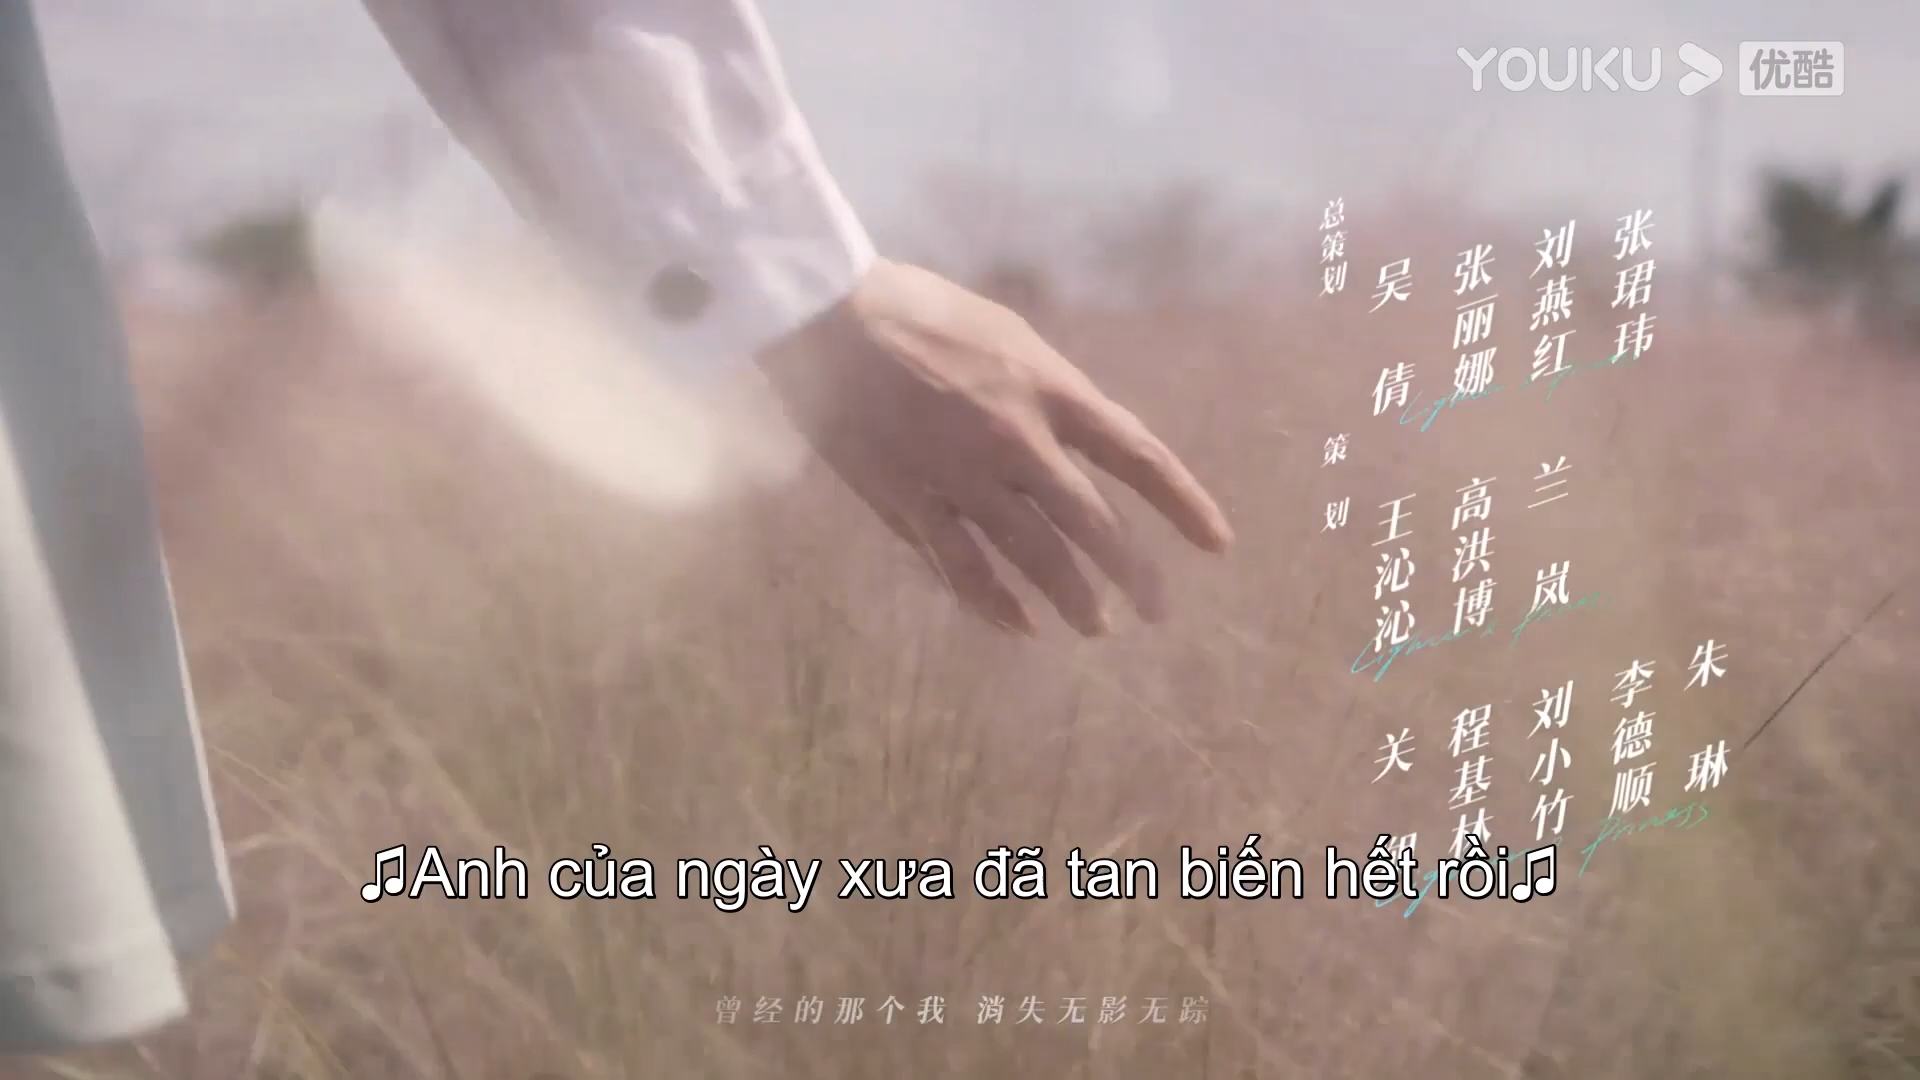 YOUKU 优酷
总策划
吴倩
张丽娜
刘燕红
张珺玮
策划
王沁沁
高洪博
兰岚
关
程基林
刘小竹
李德顺
朱琳
♫Anh của ngày xưa đã tan biến hết rồi♫
曾经的那个我 消失无影无踪